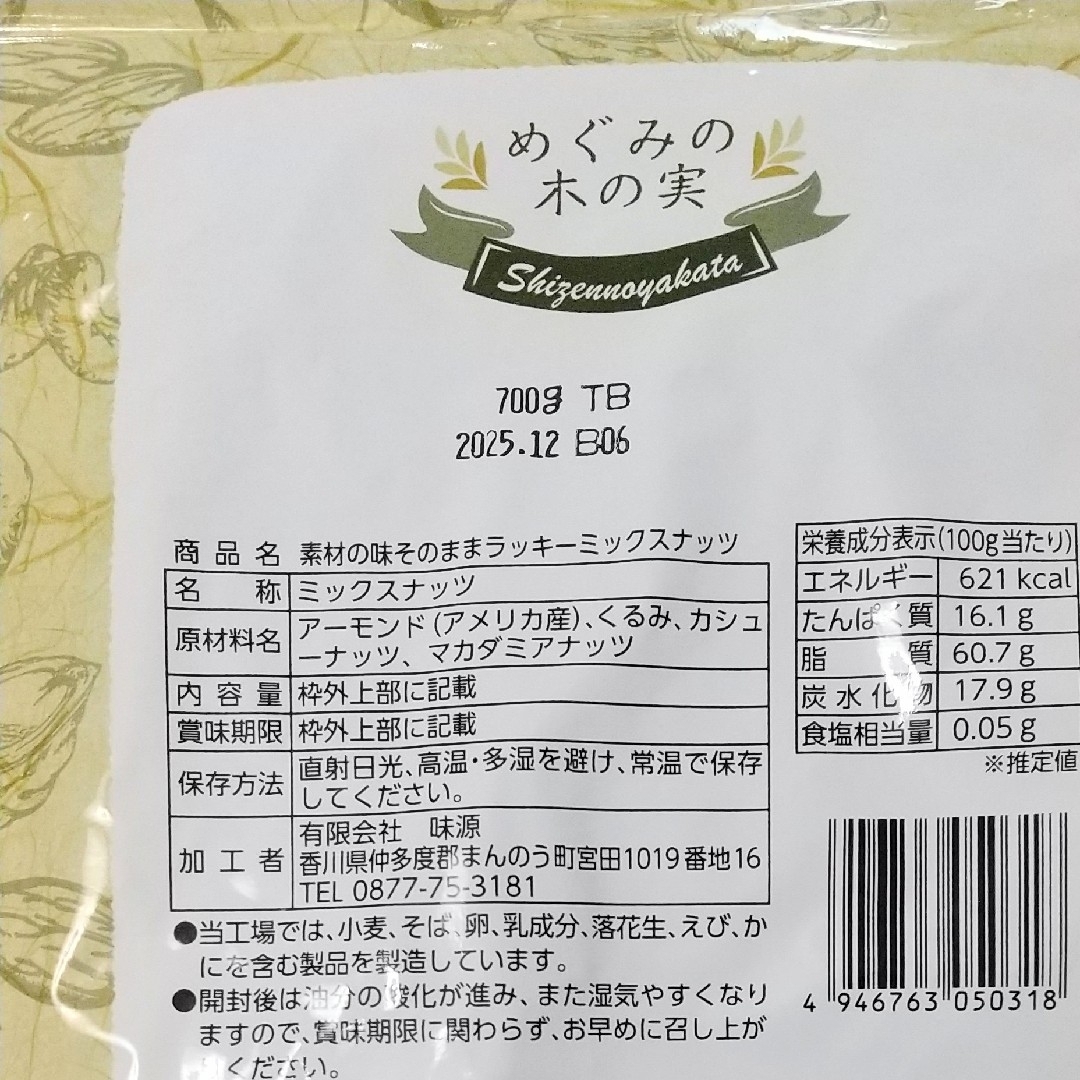 めぐみの
木の実
Shizennoyakata
700g TB
2025.12 B06
商品名 素材の味そのままラッキーミックスナッツ
名称 ミックスナッツ
原材料名 アーモンド(アメリカ産)、くるみ、カシュ
ーナッツ、マカダミアナッツ
内容量 枠外上部に記載
賞味期限 枠外上部に記載
保存方法 直射日光、高温・多湿を避け、常温で保存
してください。
加工者 有限会社 味源
香川県仲多度郡まんのう町宮田1019番地16
TEL 0877-75-3181
●当工場では、小麦、そば、卵、乳成分、落花生、えび、か
にを含む製品を製造しています。
●開封後は油分の酸化が進み、また湿気やすくなり
ますので、賞味期限に関わらず、お早めに召し上が
りください。
栄養成分表示(100g当たり)
エネルギー 621 kcal
たんぱく質 16.1 g
脂質 60.7 g
炭水化物 17.9 g
食塩相当量 0.05 g
※推定値
4 946763 050318